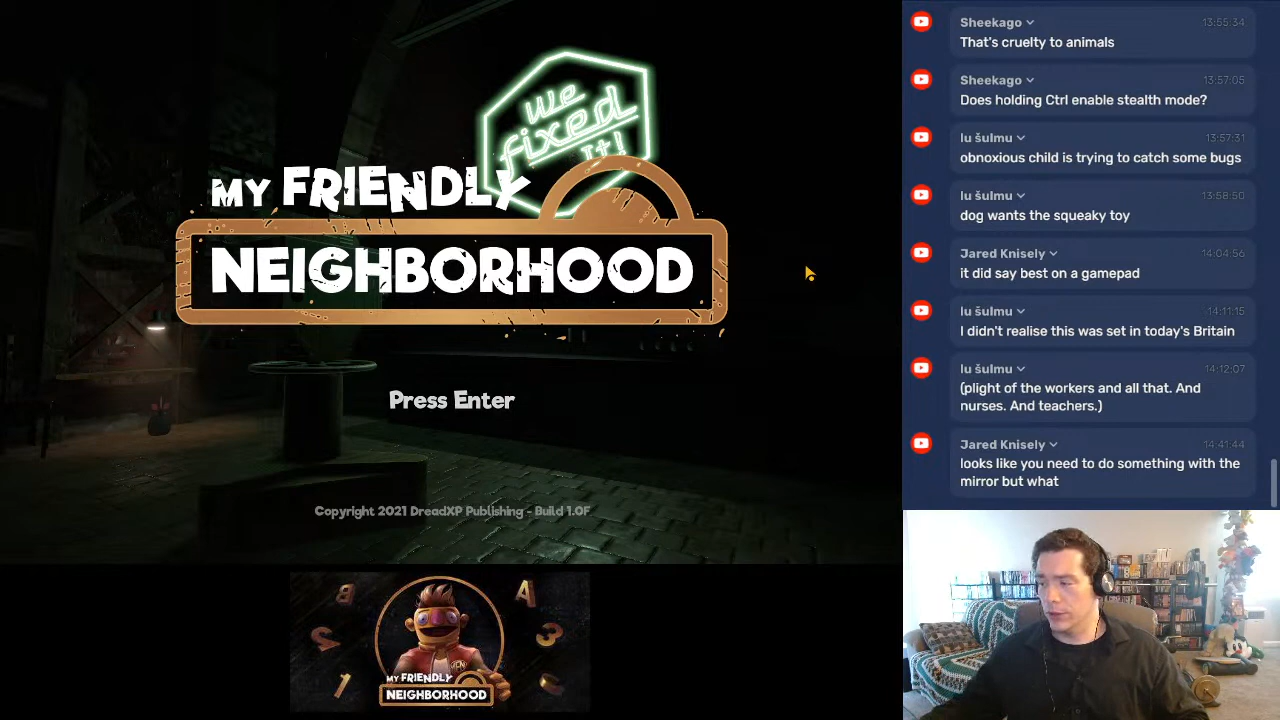 We
fixed
It!
MY FRIENDLY
NEIGHBORHOOD
Press Enter
Copyright 2021 DreadXP Publishing - Build 1.0F
B
A
2
3
1
MFN
MY FRIENDLY
NEIGHBORHOOD
Sheekago 13:55:34
That's cruelty to animals
Sheekago 13:57:05
Does holding Ctrl enable stealth mode?
lu šulmu 13:57:31
obnoxious child is trying to catch some bugs
lu šulmu 13:58:50
dog wants the squeaky toy
Jared Knisely 14:04:56
it did say best on a gamepad
lu šulmu 14:11:15
I didn't realise this was set in today's Britain
lu šulmu 14:12:07
(plight of the workers and all that. And
nurses. And teachers.)
Jared Knisely 14:41:44
looks like you need to do something with the
mirror but what